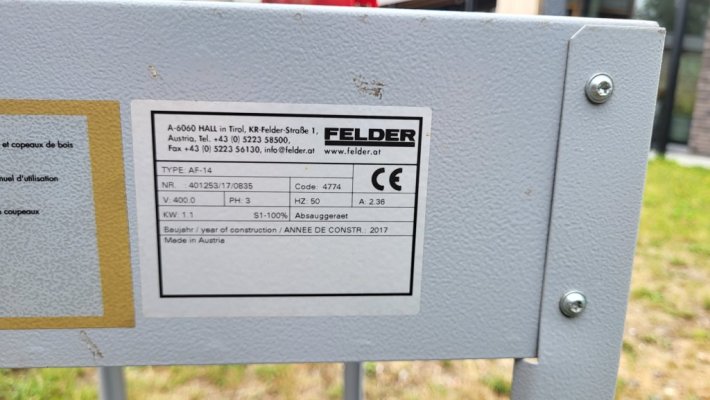 et copeaux de bois
nuel d'utilisation
copeaux
A-6060 HALL in Tirol, KR-Felder-Straße 1,
Austria, Tel. +43 (0) 5223 58500,
Fax +43 (0) 5223 56130, info@felder.at
FELDER
www.felder.at
TYPE: AF-14
NR. : 401253/17/0835 Code: 4774
V: 400.0 PH: 3 HZ: 50 A: 2.36
KW: 1.1 S1-100% Absauggeraet
CE
Baujahr / year of construction / ANNEE DE CONSTR.: 2017
Made in Austria